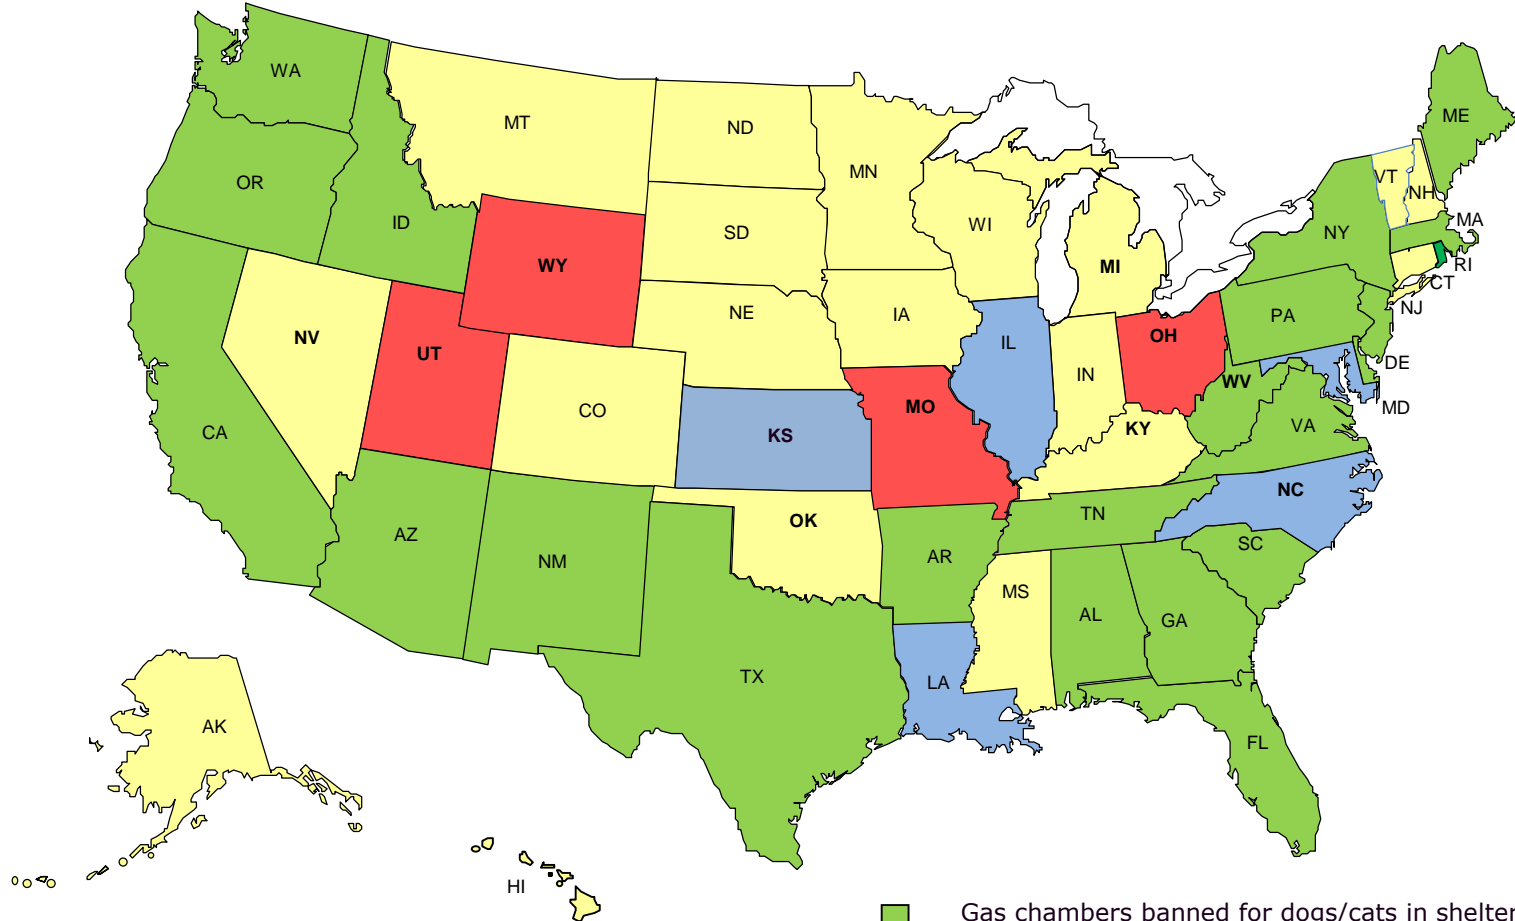 WA
ME
MT
ND
MN
OR
VT
NH
ID
SD
WI
NY
MA
WY
MI
RI
CT
NE
IA
NJ
NV
PA
OH
UT
IL
DE
IN
WV
CO
MO
MD
KS
KY
VA
CA
NC
OK
TN
AZ
SC
NM
AR
MS
AL
GA
TX
LA
AK
FL
HI
Gas chambers banned for dogs/cats in shelter